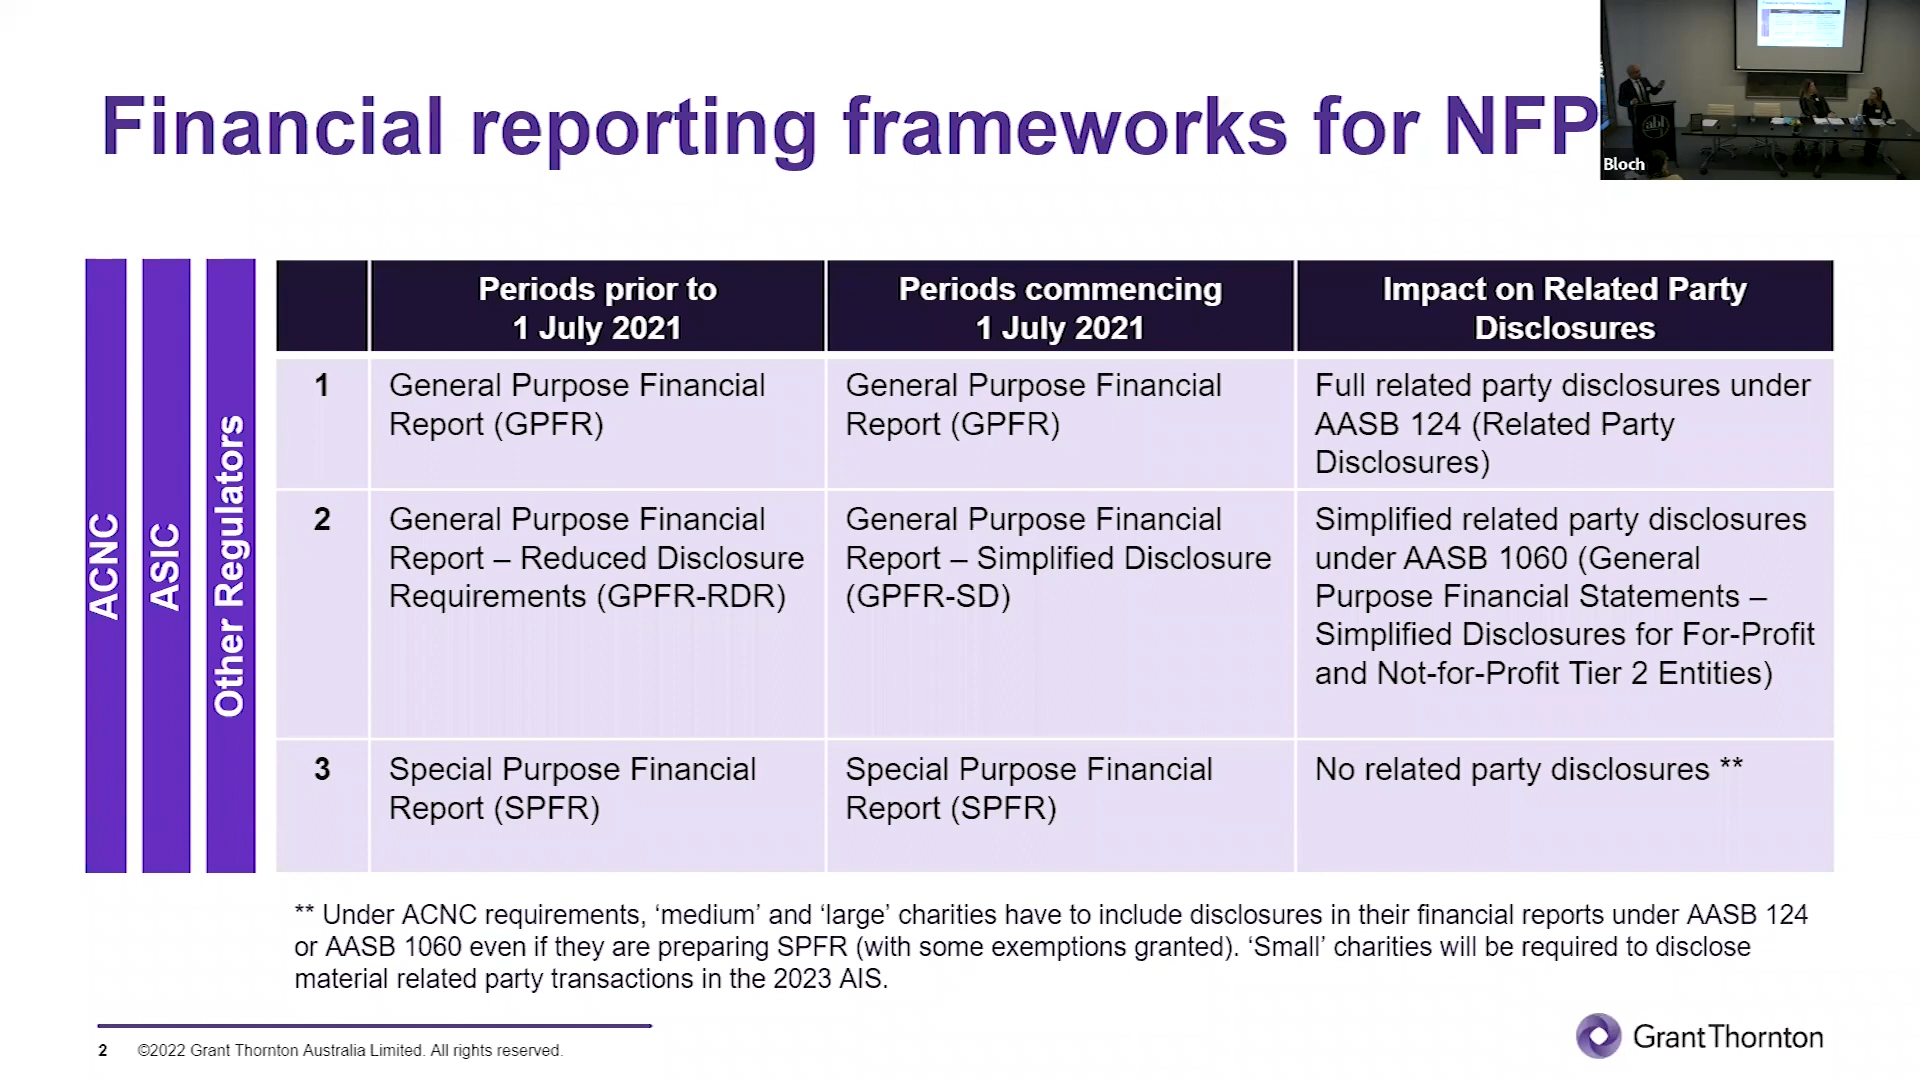 Financial reporting frameworks for NFP
Bloch
abl
ACNC
ASIC
Other Regulators
Periods prior to
1 July 2021
Periods commencing
1 July 2021
Impact on Related Party
Disclosures
1
General Purpose Financial
Report (GPFR)
General Purpose Financial
Report (GPFR)
Full related party disclosures under
AASB 124 (Related Party
Disclosures)
2
General Purpose Financial
Report – Reduced Disclosure
Requirements (GPFR-RDR)
General Purpose Financial
Report – Simplified Disclosure
(GPFR-SD)
Simplified related party disclosures
under AASB 1060 (General
Purpose Financial Statements –
Simplified Disclosures for For-Profit
and Not-for-Profit Tier 2 Entities)
3
Special Purpose Financial
Report (SPFR)
Special Purpose Financial
Report (SPFR)
No related party disclosures **
** Under ACNC requirements, ‘medium’ and ‘large’ charities have to include disclosures in their financial reports under AASB 124
or AASB 1060 even if they are preparing SPFR (with some exemptions granted). ‘Small’ charities will be required to disclose
material related party transactions in the 2023 AIS.
2 ©2022 Grant Thornton Australia Limited. All rights reserved.
GrantThornton